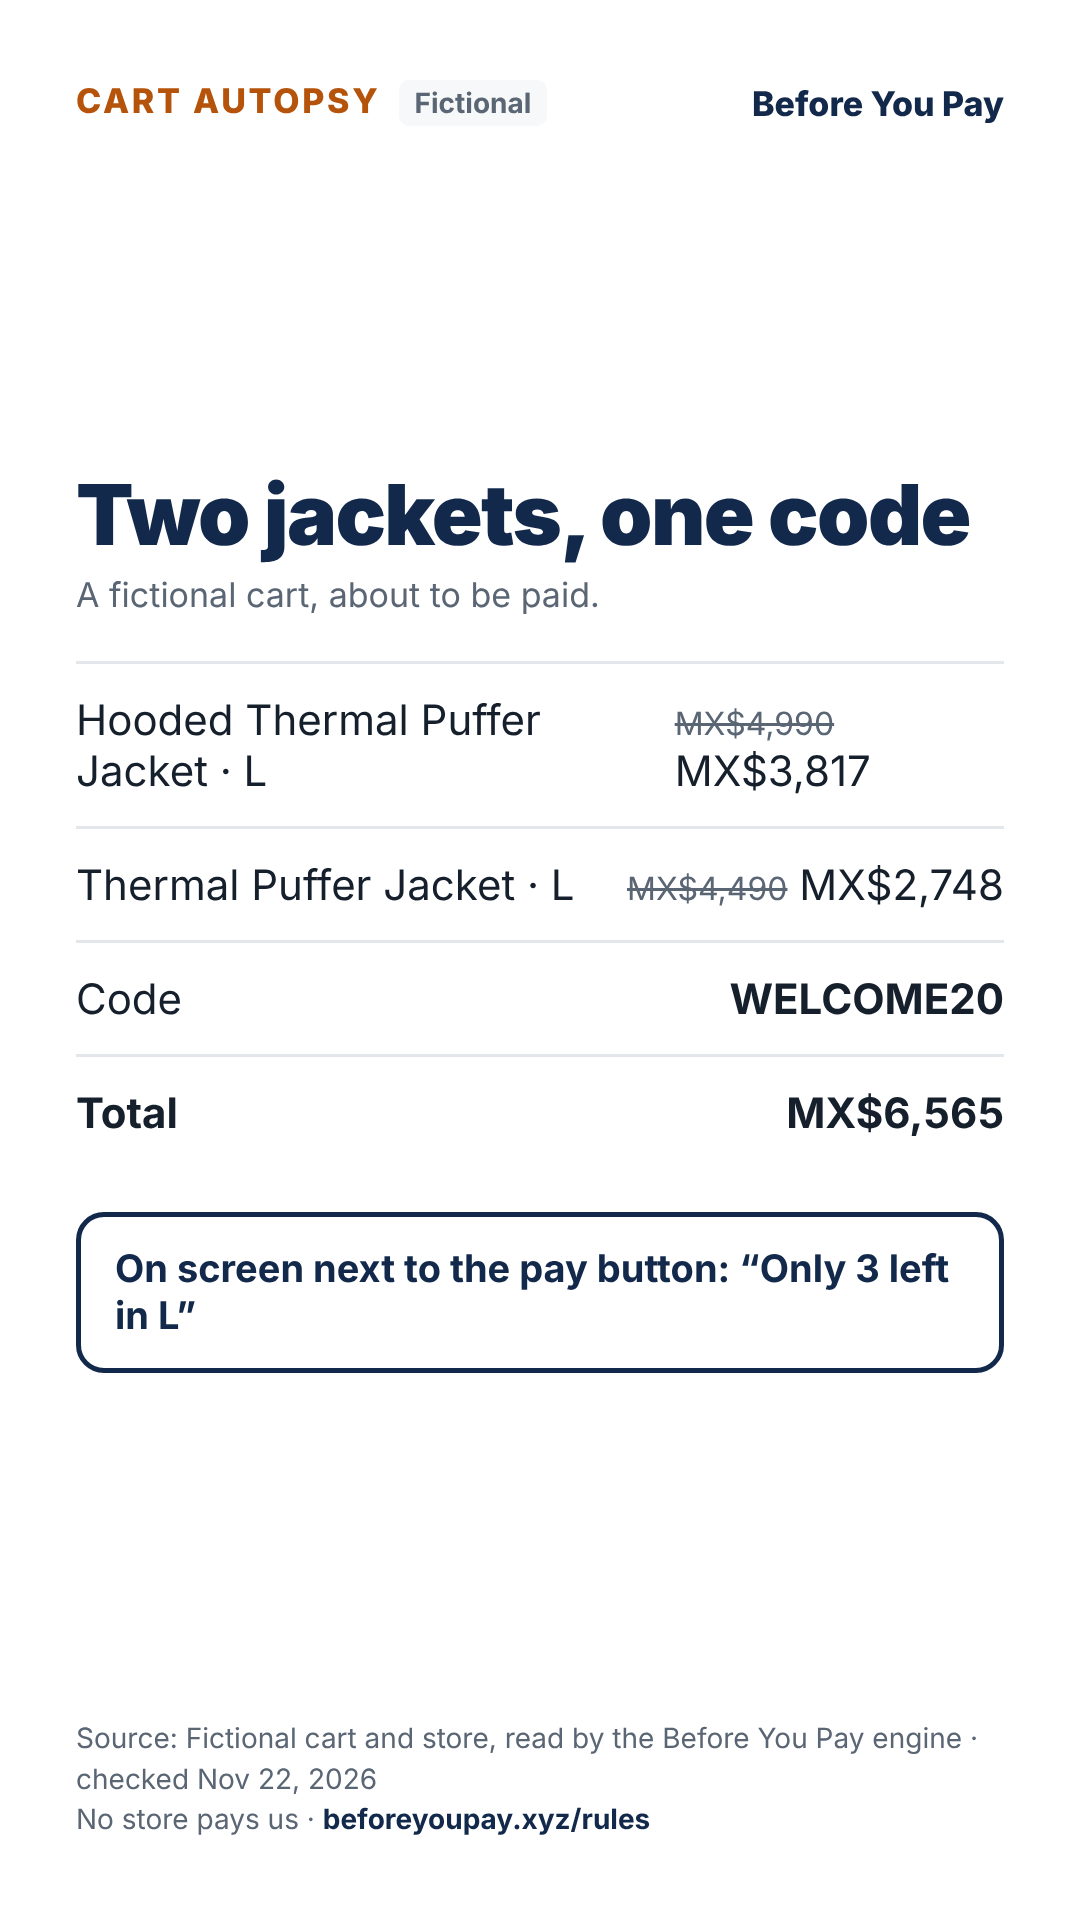 CART AUTOPSY Fictional Before You Pay
Two jackets, one code
A fictional cart, about to be paid.
Hooded Thermal Puffer MX$4,990
Jacket · L MX$3,817
Thermal Puffer Jacket · L MX$4,490 MX$2,748
Code WELCOME20
Total MX$6,565
On screen next to the pay button: “Only 3 left
in L”
Source: Fictional cart and store, read by the Before You Pay engine ·
checked Nov 22, 2026
No store pays us · beforeyoupay.xyz/rules